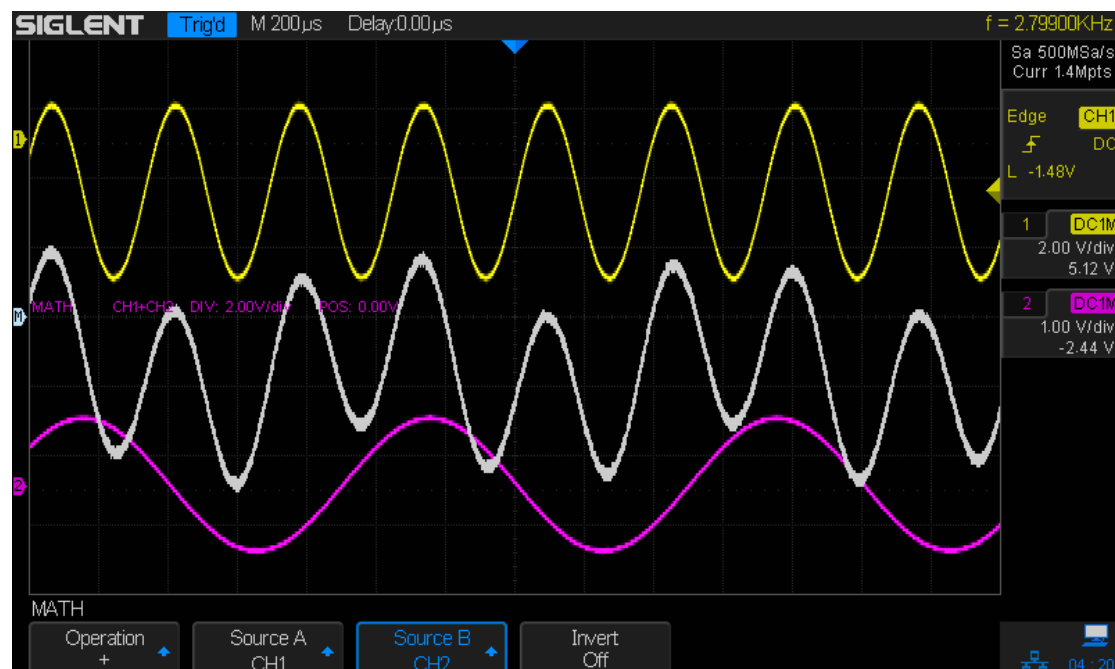 SIGLENT Trig'd M 200µs Delay:0.00µs f = 2.79900KHz
Sa 500MSa/s
Curr 1.4Mpts
Edge CH1
DC
L -1.48V
1 DC1M
2.00 V/div
5.12 V
2 DC1M
1.00 V/div
-2.44 V
1
MATH CH1+CH2 DIV: 2.00V/div POS: 0.00V
M
2
MATH
Operation
+
Source A
CH1
Source B
CH2
Invert
Off
04:20